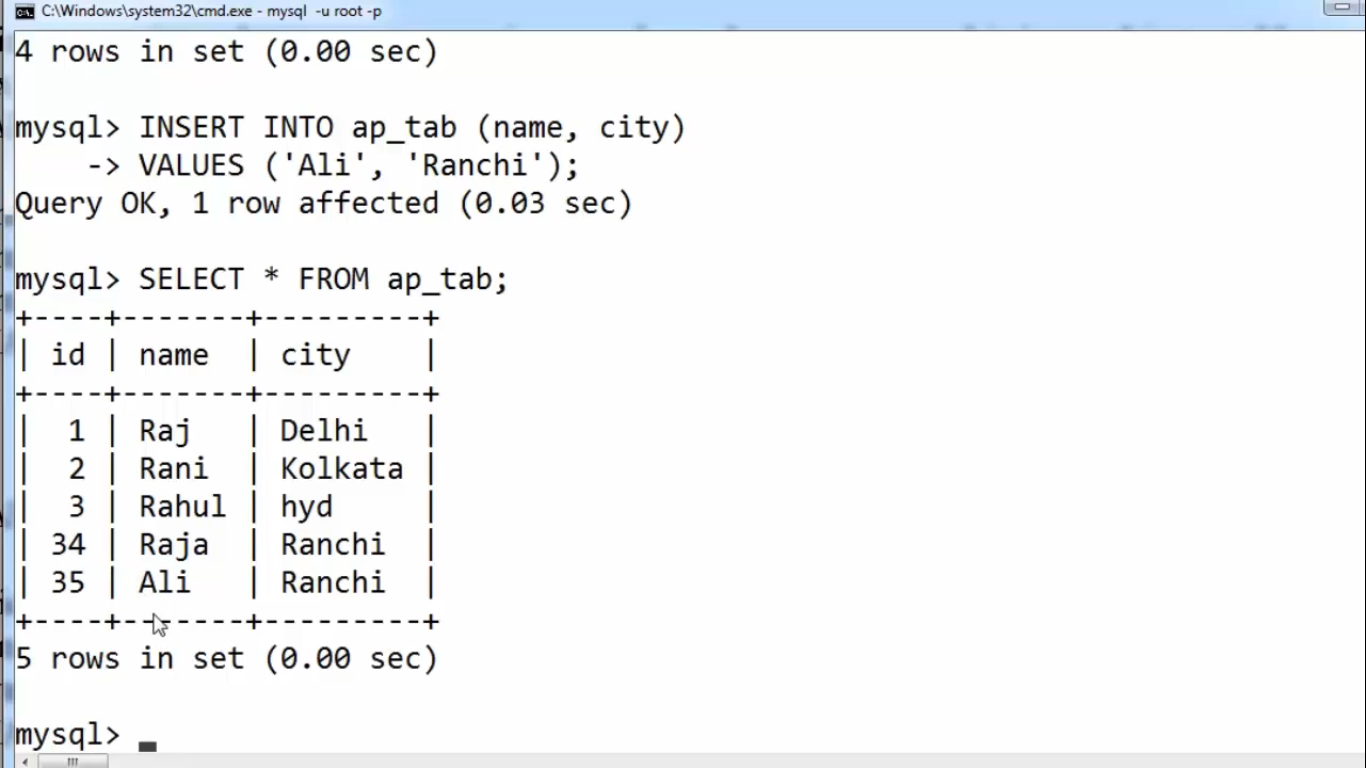 C:\Windows\system32\cmd.exe - mysql  -u root -p
4 rows in set (0.00 sec)
mysql> INSERT INTO ap_tab (name, city)
    -> VALUES ('Ali', 'Ranchi');
Query OK, 1 row affected (0.03 sec)
mysql> SELECT * FROM ap_tab;
+----+-------+---------+
| id | name  | city    |
+----+-------+---------+
|  1 | Raj   | Delhi   |
|  2 | Rani  | Kolkata |
|  3 | Rahul | hyd     |
| 34 | Raja  | Ranchi  |
| 35 | Ali   | Ranchi  |
+----+-------+---------+
5 rows in set (0.00 sec)
mysql> _